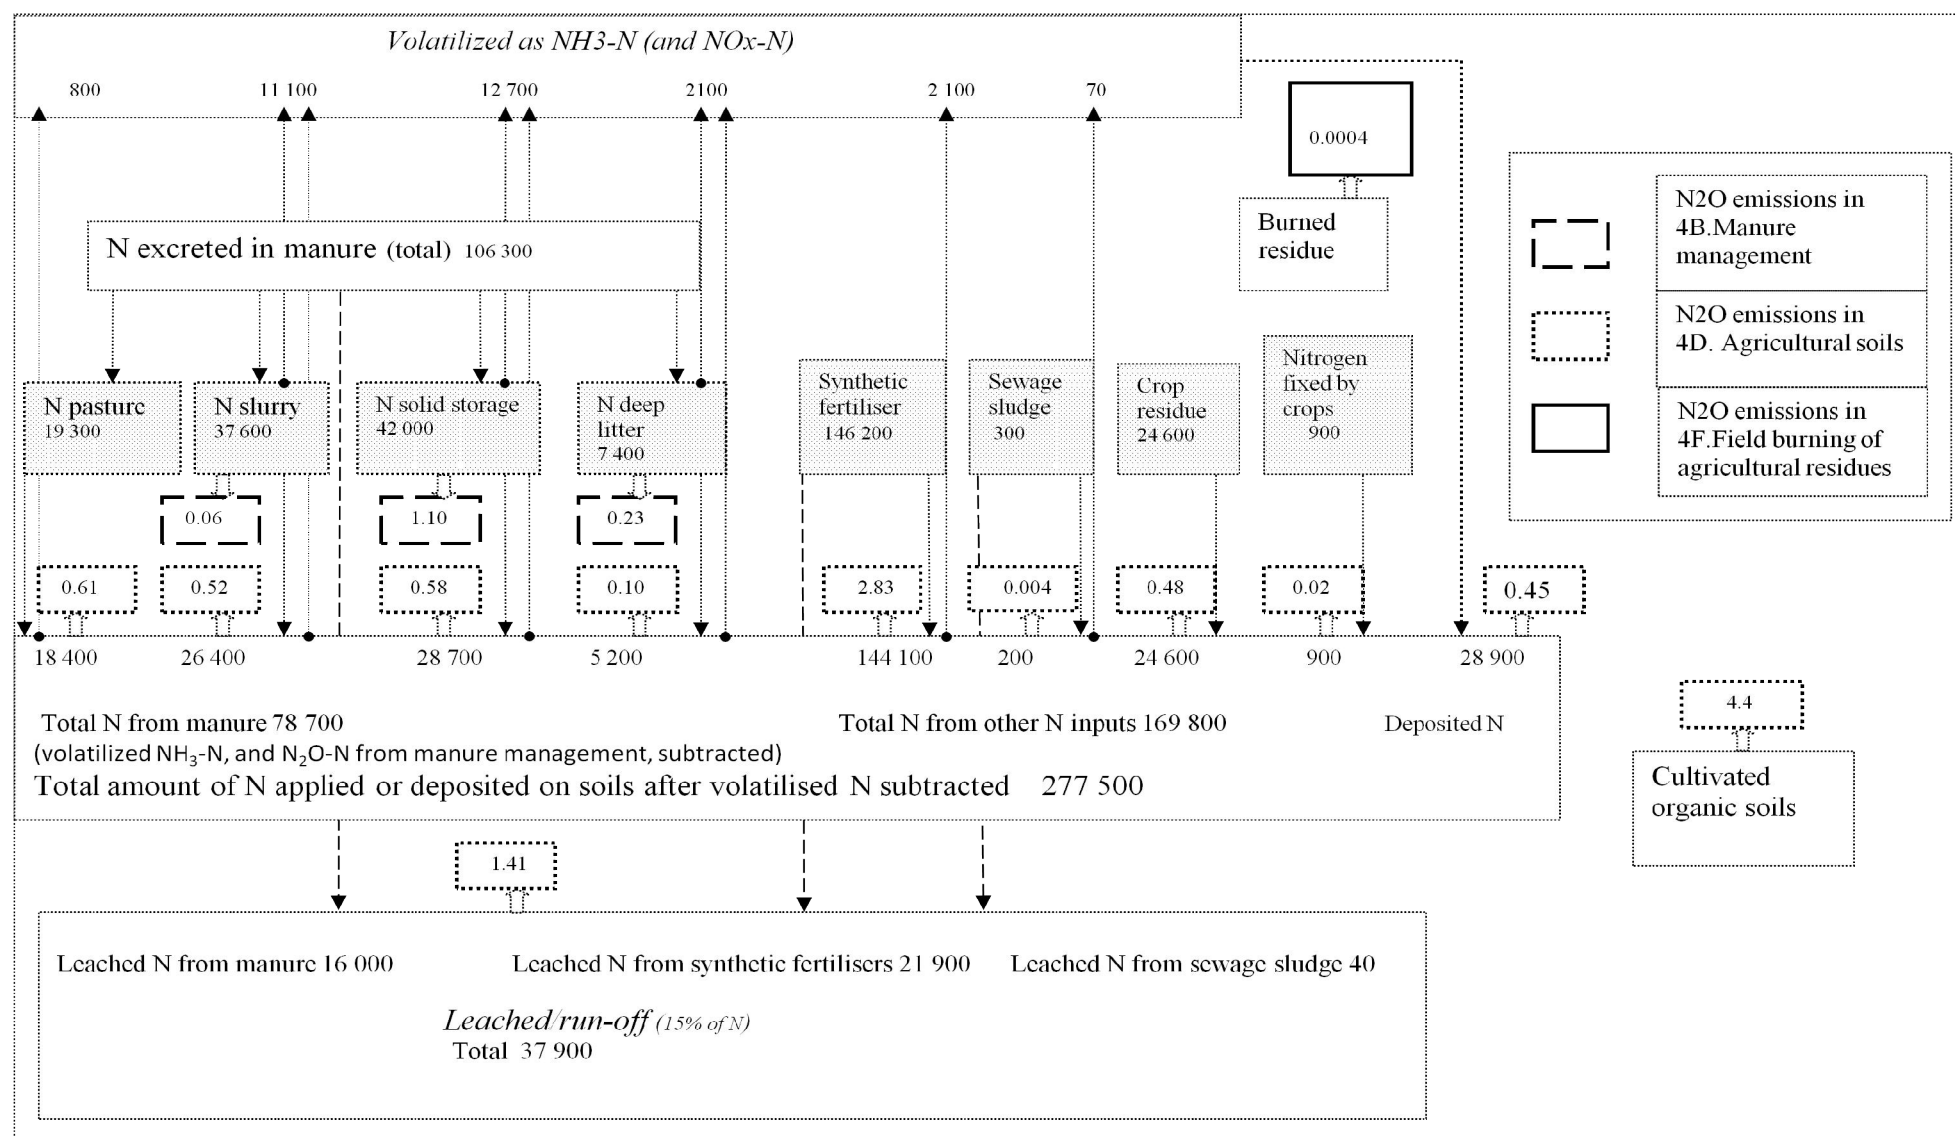 Volatilized as NH3-N (and NOx-N)
800
11 100
12 700
2100
2 100
70
0.0004
Burned
residue
N2O emissions in
4B.Manure
management
N2O emissions in
4D. Agricultural soils
N2O emissions in
4F.Field burning of
agricultural residues
N excreted in manure (total) 106 300
N pasture
19 300
N slurry
37 600
N solid storage
42 000
N deep
litter
7 400
Synthetic
fertiliser
146 200
Sewage
sludge
300
Crop
residue
24 600
Nitrogen
fixed by
crops
900
0.06
1.10
0.23
0.61
0.52
0.58
0.10
2.83
0.004
0.48
0.02
0.45
18 400
26 400
28 700
5 200
144 100
200
24 600
900
28 900
Total N from manure 78 700
Total N from other N inputs 169 800
Deposited N
(volatilized NH3-N, and N2O-N from manure management, subtracted)
Total amount of N applied or deposited on soils after volatilised N subtracted 277 500
4.4
Cultivated
organic soils
1.41
Leached N from manure 16 000
Leached N from synthetic fertilisers 21 900
Leached N from sewage sludge 40
Leached/run-off (15% of N)
Total 37 900